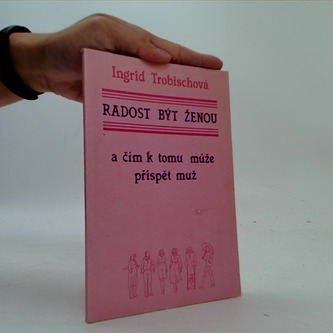 Ingrid Trobischová
RADOST BÝT ŽENOU
a čím k tomu může
přispět muž